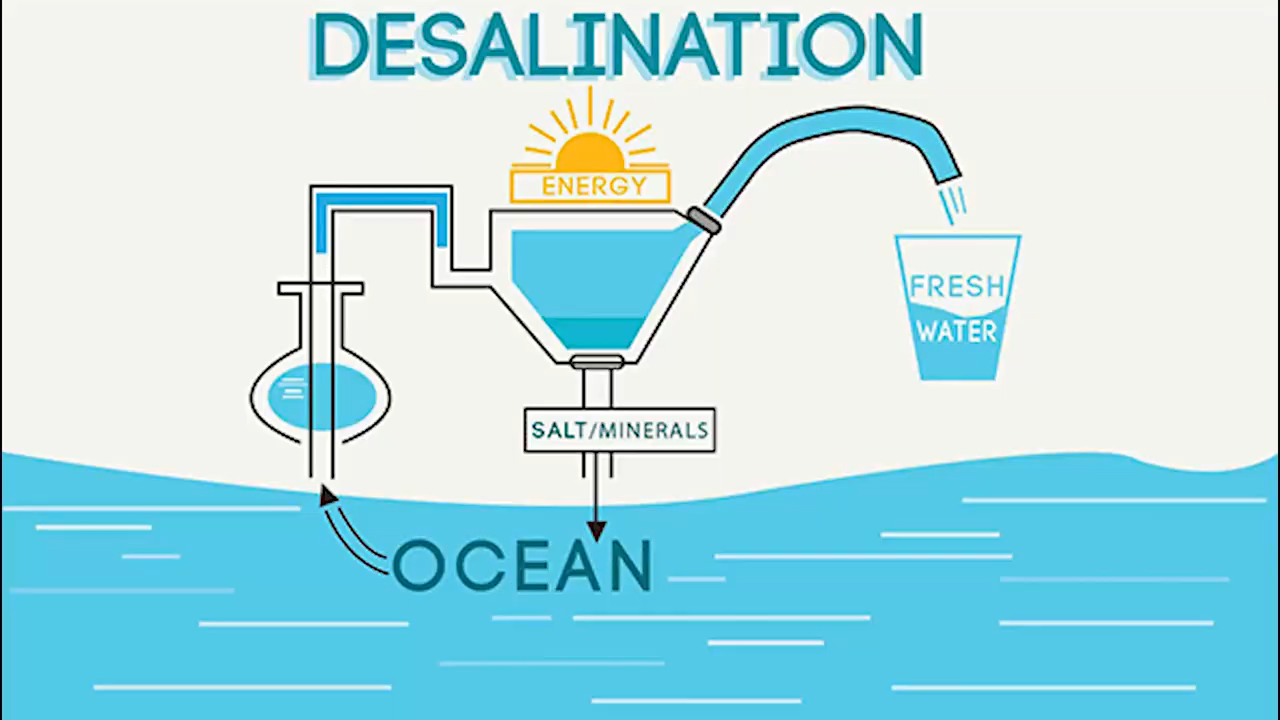 DESALINATION
ENERGY
FRESH
WATER
SALT/MINERALS
OCEAN